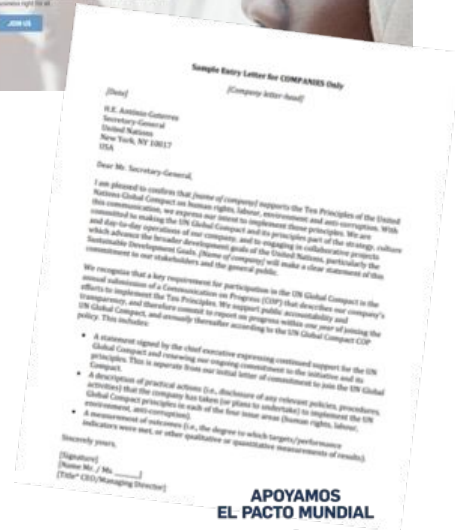 business right for all.
JOIN US
Sample Entry Letter for COMPANIES Only
[Date]
[Company letter-head]
H.E. António Guterres
Secretary-General
United Nations
New York, NY 10017
USA
Dear Mr. Secretary-General,
I am pleased to confirm that [name of company] supports the Ten Principles of the United
Nations Global Compact on human rights, labour, environment and anti-corruption. With
this communication, we express our intent to implement those principles. We are
committed to making the UN Global Compact and its principles part of the strategy, culture
and day-to-day operations of our company, and to engaging in collaborative projects
which advance the broader development goals of the United Nations, particularly the
Sustainable Development Goals. [Name of company] will make a clear statement of this
commitment to our stakeholders and the general public.
We recognize that a key requirement for participation in the UN Global Compact is the
annual submission of a Communication on Progress (COP) that describes our company's
efforts to implement the Ten Principles. We support public accountability and
transparency, and therefore commit to report on progress within one year of joining the
UN Global Compact, and annually thereafter according to the UN Global Compact COP
policy. This includes:
• A statement signed by the chief executive expressing continued support for the UN
Global Compact and renewing our ongoing commitment to the initiative and its
principles. This is separate from our initial letter of commitment to join the UN Global
Compact.
• A description of practical actions (i.e., disclosure of any relevant policies, procedures,
activities) that the company has taken (or plans to undertake) to implement the UN
Global Compact principles in each of the four issue areas (human rights, labour,
environment, anti-corruption).
• A measurement of outcomes (i.e., the degree to which targets/performance
indicators were met, or other qualitative or quantitative measurements of results).
Sincerely yours,
[Signature]
[Name Mr. / Ms. ______]
[Title* CEO/Managing Director]
APOYAMOS
EL PACTO MUNDIAL